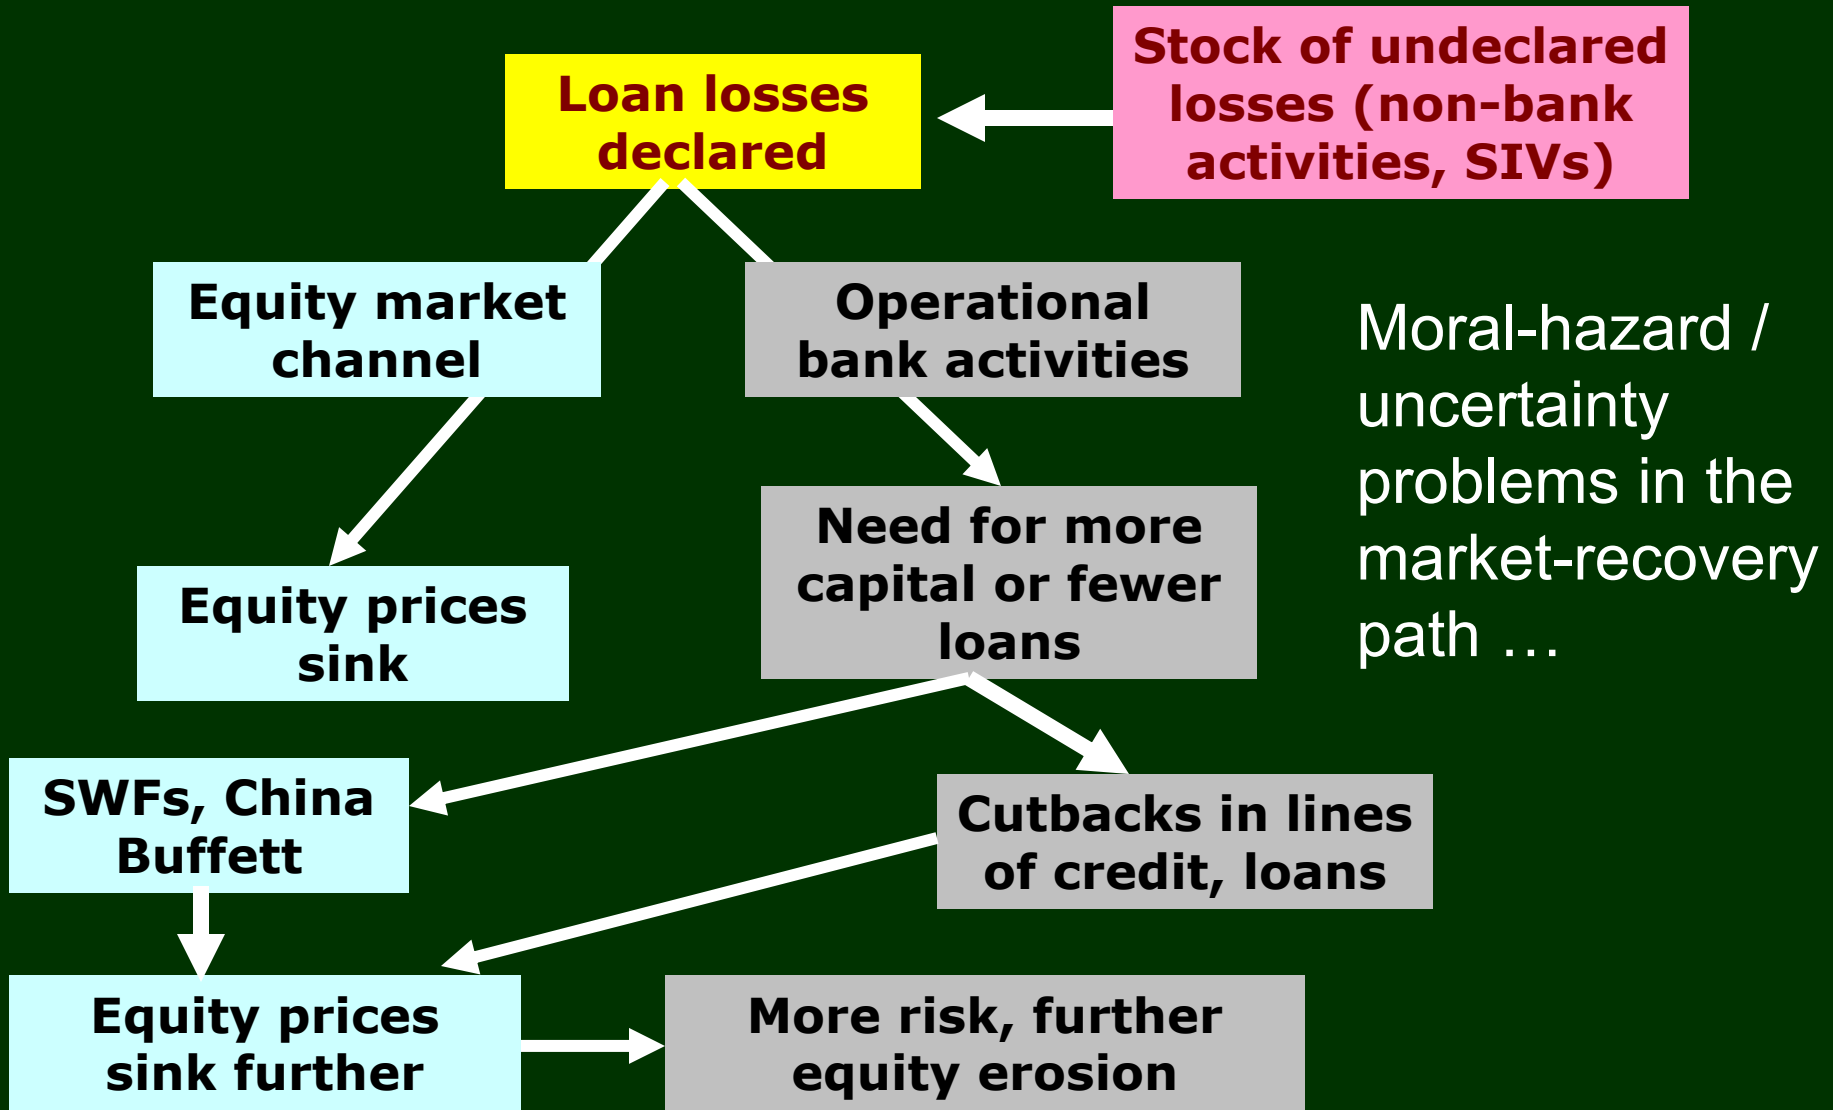 Loan losses
declared
Stock of undeclared
losses (non-bank
activities, SIVs)
Equity market
channel
Operational
bank activities
Moral-hazard /
uncertainty
problems in the
market-recovery
path …
Need for more
capital or fewer
loans
Equity prices
sink
SWFs, China
Buffett
Cutbacks in lines
of credit, loans
Equity prices
sink further
More risk, further
equity erosion